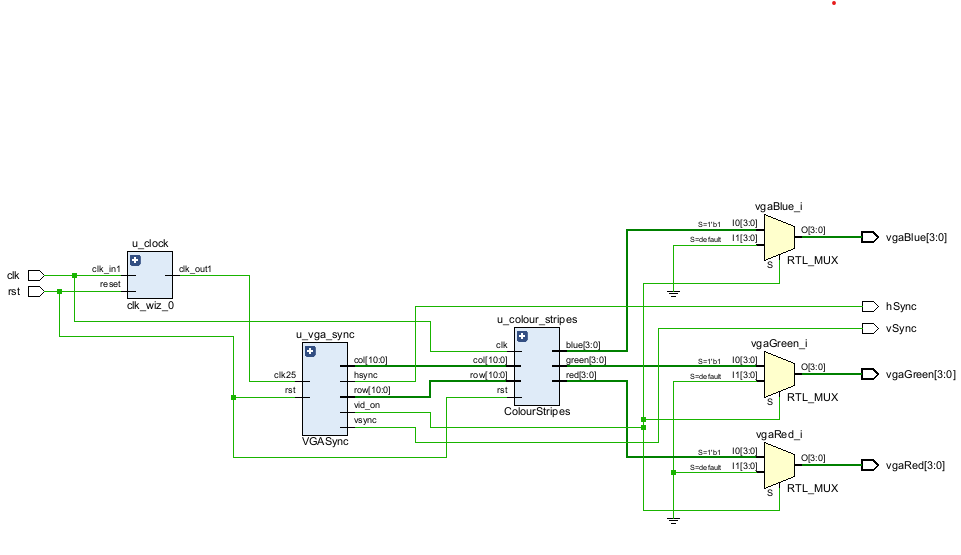 vgaBlue_i
S=1'b1 I0[3:0]
S=default I1[3:0]
O[3:0]
vgaBlue[3:0]
S
RTL_MUX
u_clock
clk
clk_in1
clk_out1
rst
reset
clk_wiz_0
hSync
vSync
u_colour_stripes
clk
blue[3:0]
col[10:0]
green[3:0]
row[10:0]
red[3:0]
rst
ColourStripes
u_vga_sync
col[10:0]
clk25
hsync
rst
row[10:0]
vid_on
vsync
VGASync
vgaGreen_i
S=1'b1 I0[3:0]
S=default I1[3:0]
O[3:0]
vgaGreen[3:0]
S
RTL_MUX
vgaRed_i
S=1'b1 I0[3:0]
S=default I1[3:0]
O[3:0]
vgaRed[3:0]
S
RTL_MUX